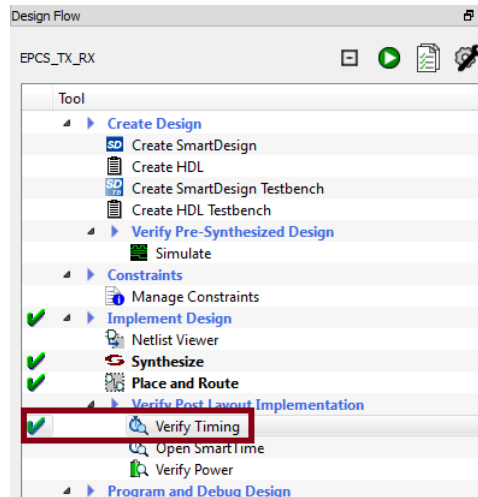 Design Flow
EPCS_TX_RX
Tool
Create Design
SD Create SmartDesign
Create HDL
SD TB Create SmartDesign Testbench
Create HDL Testbench
Verify Pre-Synthesized Design
Simulate
Constraints
Manage Constraints
Implement Design
Netlist Viewer
Synthesize
Place and Route
Verify Post Layout Implementation
Verify Timing
Open SmartTime
Verify Power
Program and Debug Design